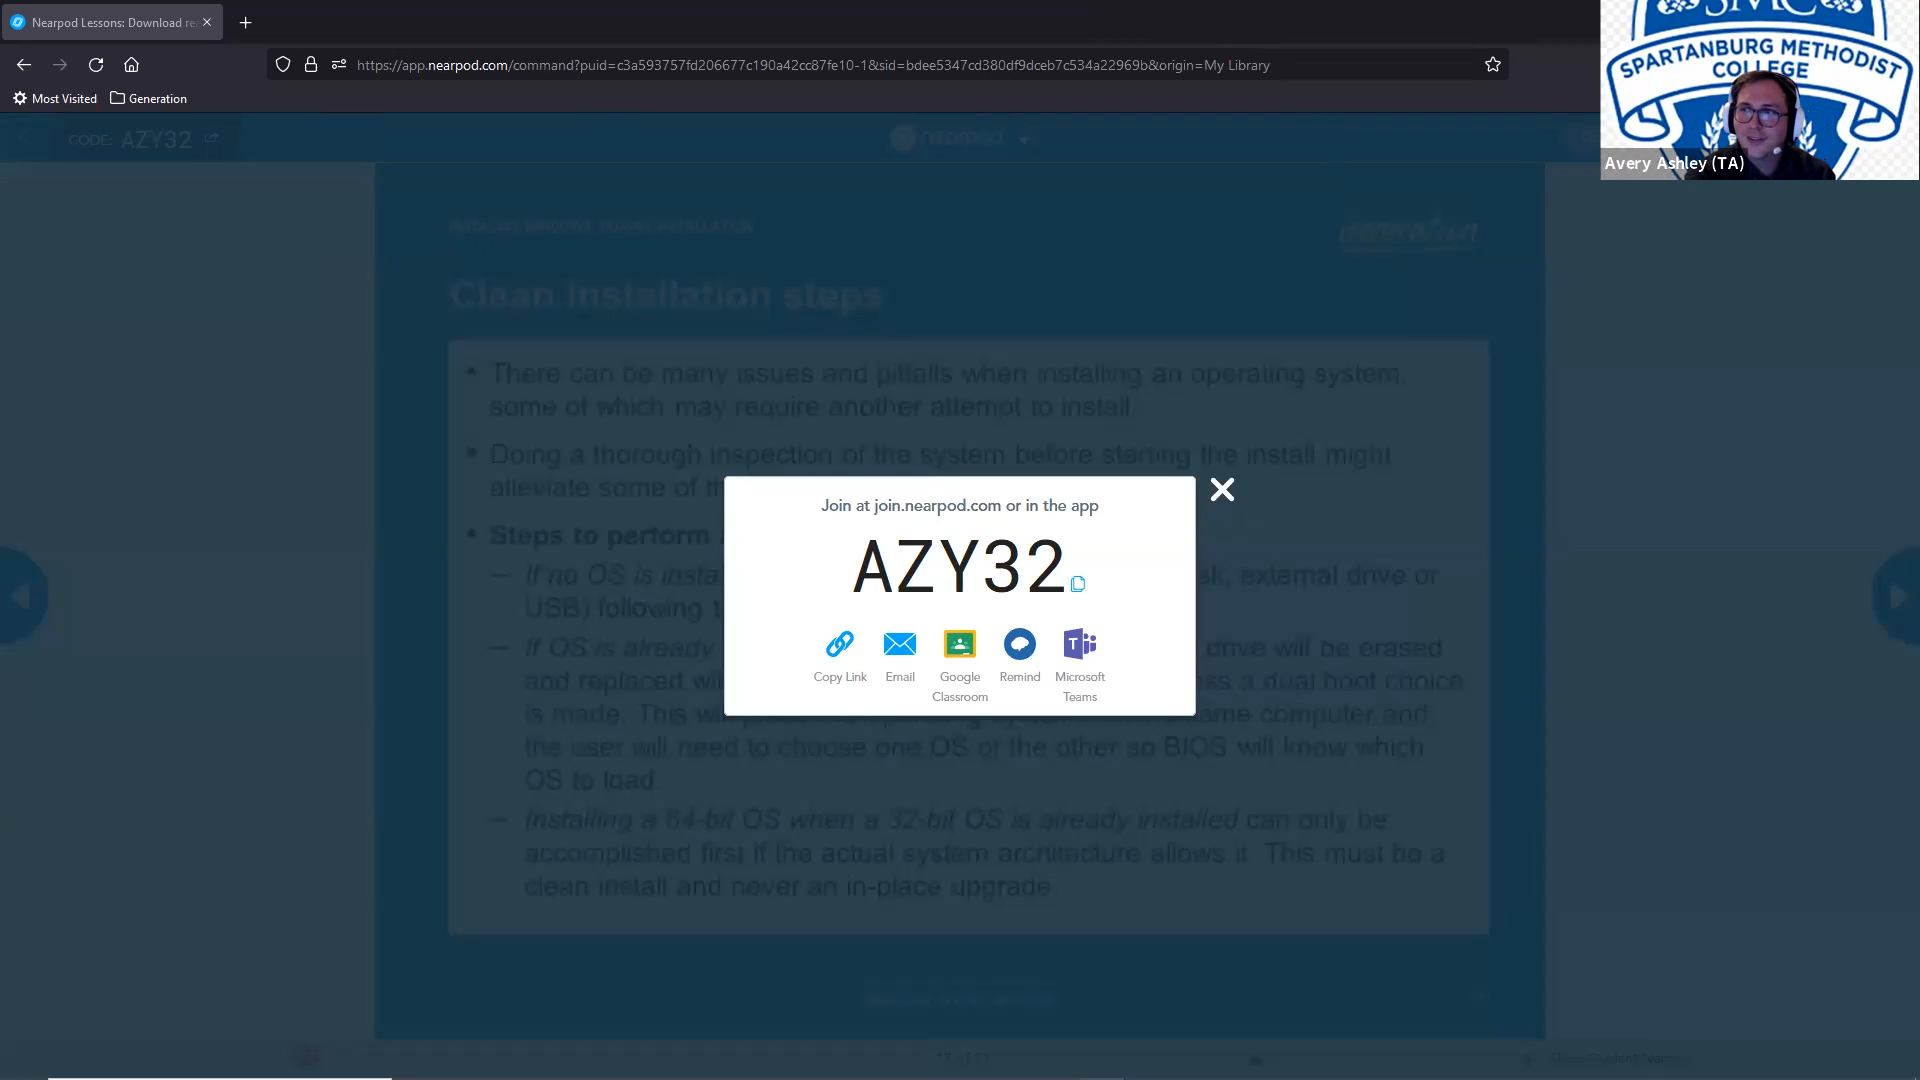 Nearpod Lessons: Download re
https://app.nearpod.com/command?puid=c3a593757fd206677c190a42cc87fe10-1&sid=bdee5347cd380df9dceb7c534a22969b&origin=My Library
Most Visited
Generation
SMC
SPARTANBURG METHODIST
COLLEGE
Avery Ashley (TA)
CODE: AZY32
nearpod
generation
Clean installation steps
• There can be many issues and pitfalls when installing an operating system,
some of which may require another attempt to install
• Doing a thorough inspection of the system before starting the install might
alleviate some of
• Steps to perform
– If no OS is external drive or
USB) following
– If OS is already drive will be erased
and replaced a dual boot choice
is made. This computer and
the user will need to choose one OS or the other so BIOS will know which
OS to load
– Installing a 64-bit OS when a 32-bit OS is already installed can only be
accomplished first if the actual system architecture allows it. This must be a
clean install and never an in-place upgrade
Join at join.nearpod.com or in the app
AZY32
Copy Link
Email
Google
Classroom
Remind
Microsoft
Teams